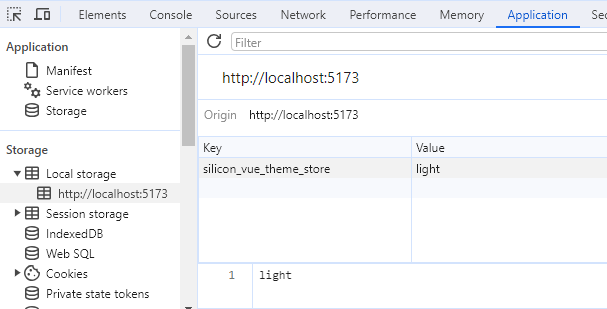 Elements Console Sources Network Performance Memory Application
Application
Manifest
Service workers
Storage
Storage
Local storage
http://localhost:5173
Session storage
IndexedDB
Web SQL
Cookies
Private state tokens
Filter
http://localhost:5173
Origin http://localhost:5173
Key Value
silicon_vue_theme_store light
1 light